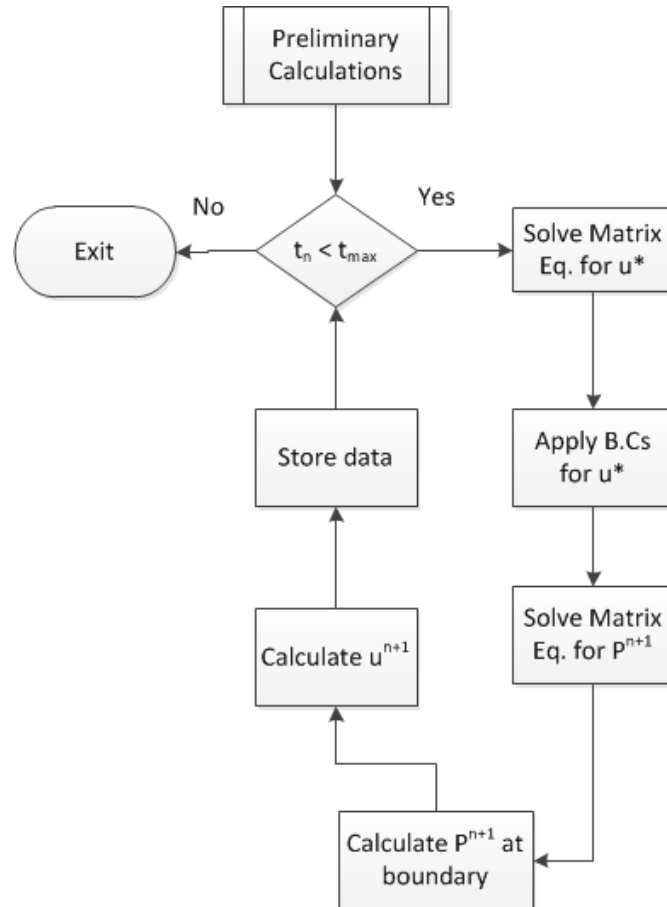 Preliminary
Calculations
No
Yes
Exit
tₙ < tₘₐₓ
Solve Matrix
Eq. for u*
Store data
Apply B.Cs
for u*
Calculate uⁿ⁺¹
Solve Matrix
Eq. for Pⁿ⁺¹
Calculate Pⁿ⁺¹ at
boundary